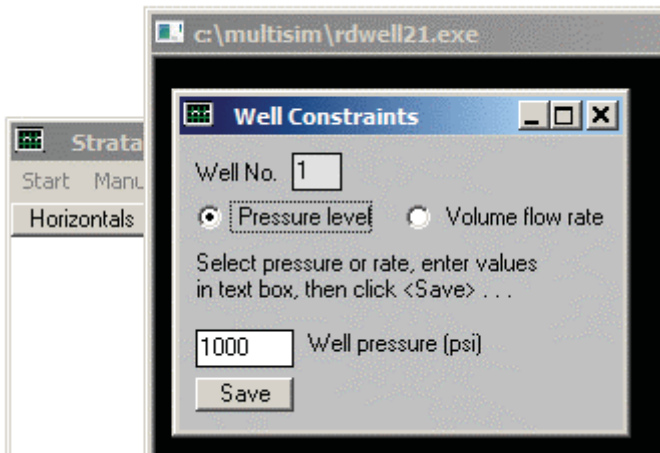 c:\multisim\rdwell21.exe
Well Constraints
Strata
Well No. 1
Start Manu
Pressure level Volume flow rate
Horizontals
Select pressure or rate, enter values
in text box, then click <Save> . . .
1000 Well pressure (psi)
Save